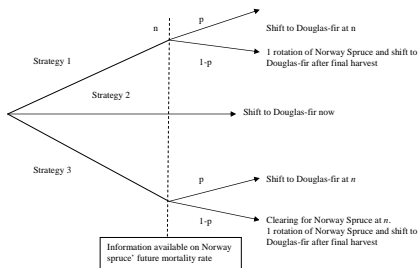 n
p
Shift to Douglas-fir at n
1 rotation of Norway Spruce and shift to
Douglas-fir after final harvest
1-p
Strategy 1
Strategy 2
Shift to Douglas-fir now
Strategy 3
p
Shift to Douglas-fir at n
1-p
Clearing for Norway Spruce at n.
1 rotation of Norway Spruce and shift to
Douglas-fir after final harvest
Information available on Norway
spruce' future mortality rate